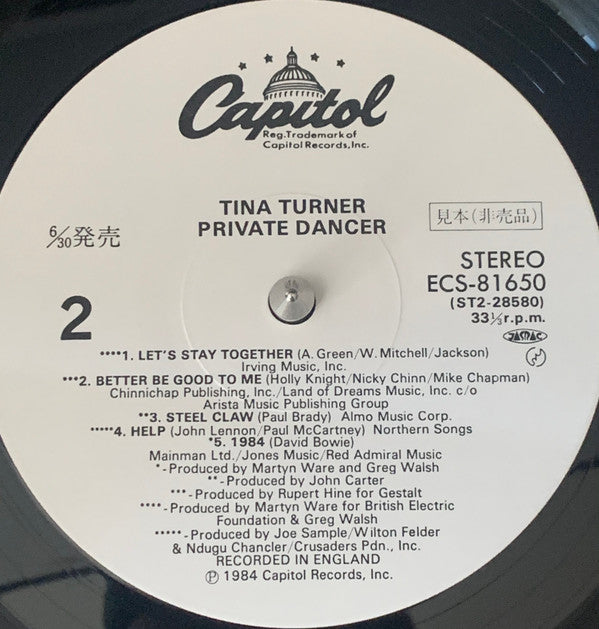 Capitol
Reg. Trademark of
Capitol Records, Inc.
TINA TURNER
PRIVATE DANCER
6/30発売
見本(非売品)
STEREO
ECS-81650
(ST2-28580)
33⅓r.p.m.
JASRAC
2
****1. LET'S STAY TOGETHER (A. Green/W. Mitchell/Jackson)
Irving Music, Inc.
***2. BETTER BE GOOD TO ME (Holly Knight/Nicky Chinn/Mike Chapman)
Chinnichap Publishing, Inc./Land of Dreams Music, Inc. c/o
Arista Music Publishing Group
**3. STEEL CLAW (Paul Brady) Almo Music Corp.
*****4. HELP (John Lennon/Paul McCartney) Northern Songs
*5. 1984 (David Bowie)
Mainman Ltd./Jones Music/Red Admiral Music
*-Produced by Martyn Ware and Greg Walsh
**-Produced by John Carter
***-Produced by Rupert Hine for Gestalt
****-Produced by Martyn Ware for British Electric
Foundation & Greg Walsh
*****-Produced by Joe Sample/Wilton Felder
& Ndugu Chancler/Crusaders Pdn., Inc.
RECORDED IN ENGLAND
℗ 1984 Capitol Records, Inc.